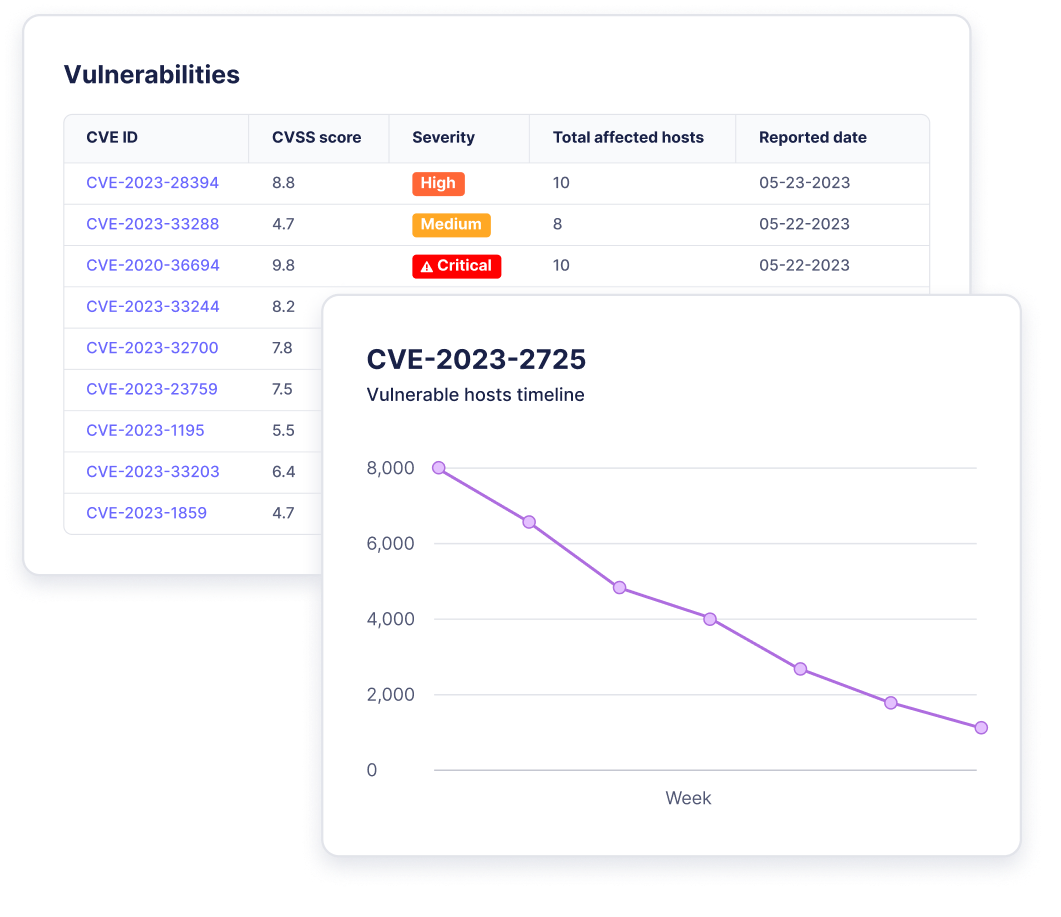 Vulnerabilities
CVE ID CVSS score Severity Total affected hosts Reported date
CVE-2023-28394 8.8 High 10 05-23-2023
CVE-2023-33288 4.7 Medium 8 05-22-2023
CVE-2020-36694 9.8 Critical 10 05-22-2023
CVE-2023-33244 8.2
CVE-2023-32700 7.8
CVE-2023-23759 7.5
CVE-2023-1195 5.5
CVE-2023-33203 6.4
CVE-2023-1859 4.7
CVE-2023-2725
Vulnerable hosts timeline
8,000
6,000
4,000
2,000
0
Week